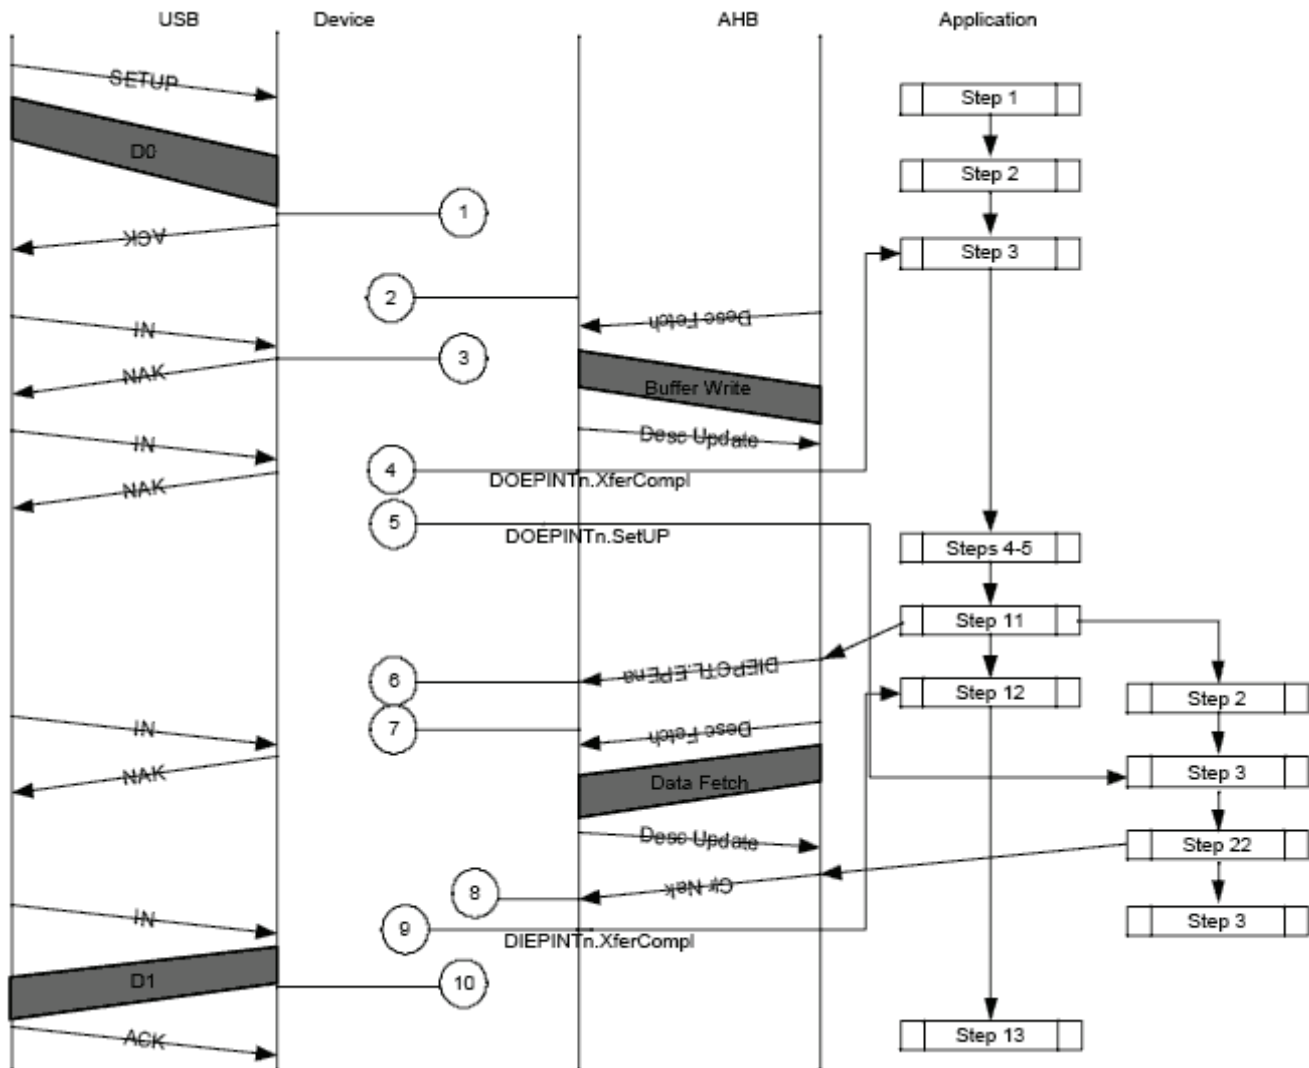 USB Device AHB Application
SETUP
Step 1
D0
Step 2
1
ACK
Step 3
2
Desc Fetch
IN
3
NAK
Buffer Write
IN
Desc Update
4
DOEPINTn.XferCompl
NAK
5
DOEPINTn.SetUP
Steps 4-5
Step 11
DIEPCTL.EPEna
6
Step 12
Step 2
7
Desc Fetch
IN
NAK
Data Fetch
Step 3
Desc Update
Step 22
8
Clr Nak
IN
9
DIEPINTn.XferCompl
Step 3
D1
10
ACK
Step 13